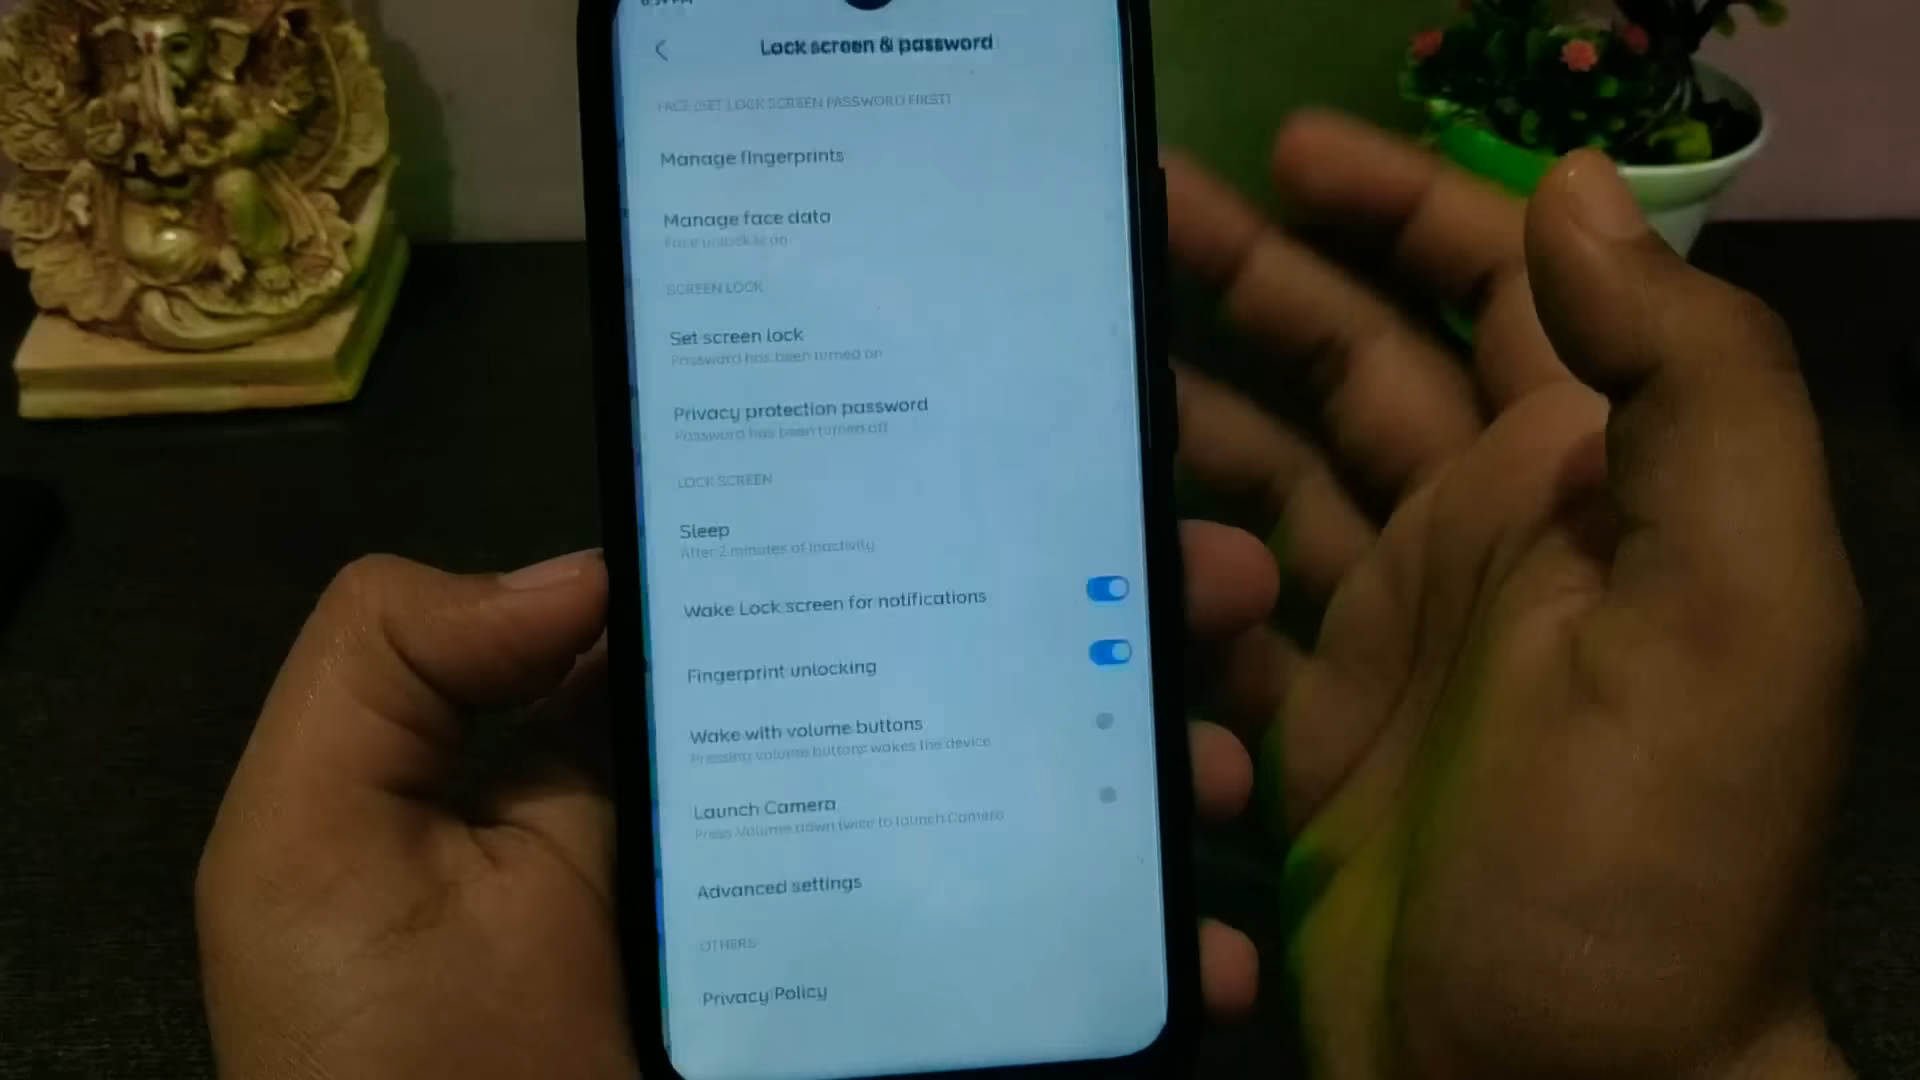 Lock screen & password
FACE (SET LOCK SCREEN PASSWORD FIRST)
Manage fingerprints
Manage face data
Face unlock is on
SCREEN LOCK
Set screen lock
Password has been turned on
Privacy protection password
Password has been turned off
LOCK SCREEN
Sleep
After 2 minutes of inactivity
Wake Lock screen for notifications
Fingerprint unlocking
Wake with volume buttons
Pressing volume buttons wakes the device
Launch Camera
Press Volume down twice to launch Camera
Advanced settings
OTHERS
Privacy Policy